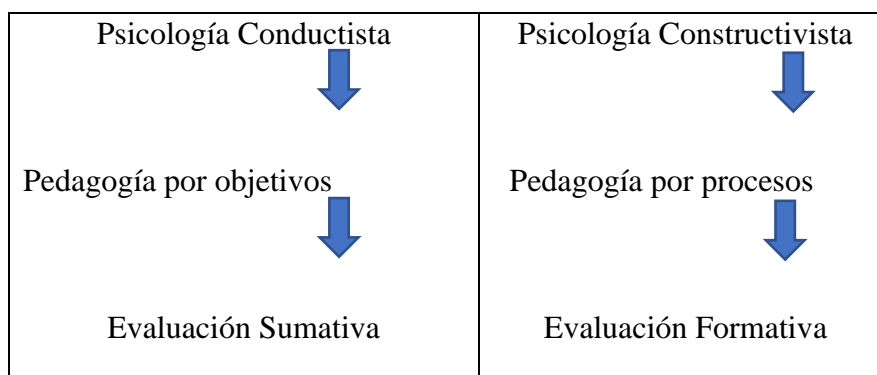 Psicología Conductista
Pedagogía por objetivos
Evaluación Sumativa
Psicología Constructivista
Pedagogía por procesos
Evaluación Formativa